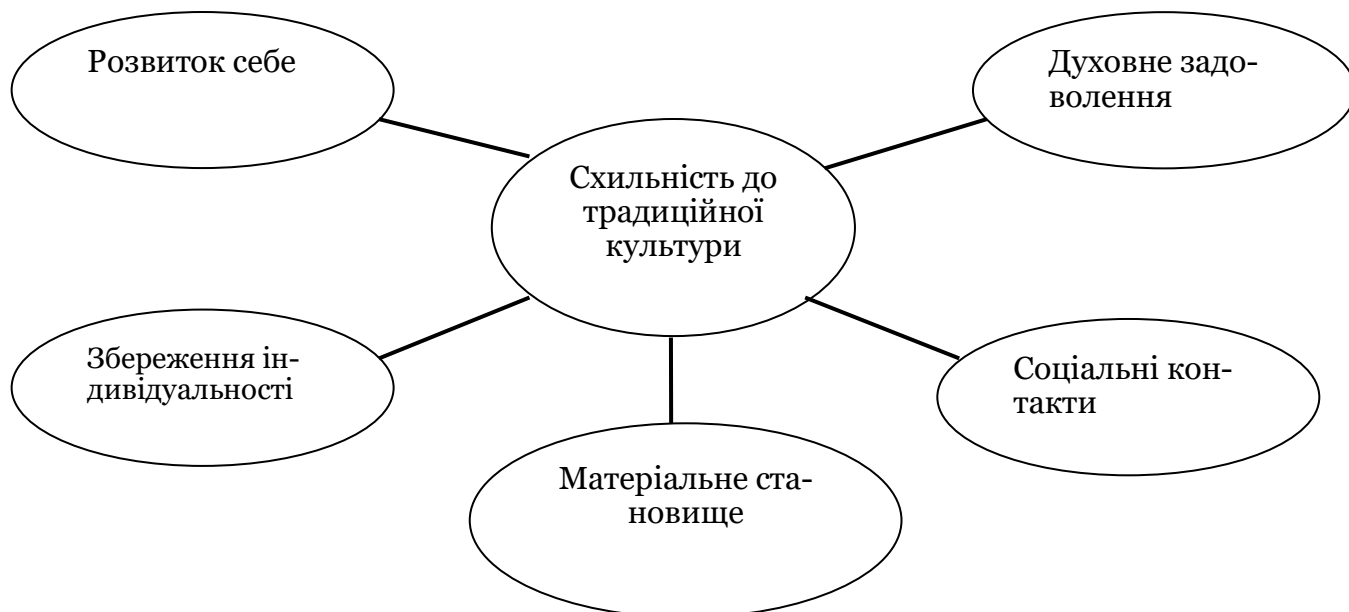 Розвиток себе
Духовне задо-
волення
Схильність до
традиційної
культури
Збереження ін-
дивідуальності
Соціальні кон-
такти
Матеріальне ста-
новище